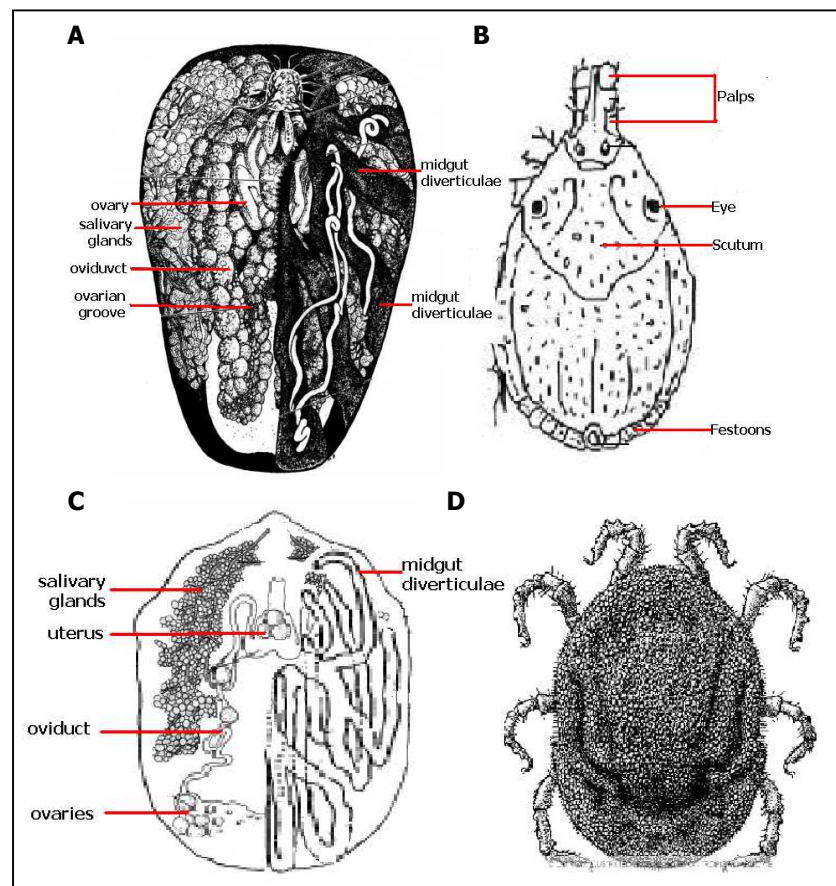 A
B
Palps
midgut
diverticulae
ovary
salivary
glands
oviduvct
ovarian
groove
midgut
diverticulae
Eye
Scutum
Festoons
C
D
salivary
glands
midgut
diverticulae
uterus
oviduct
ovaries